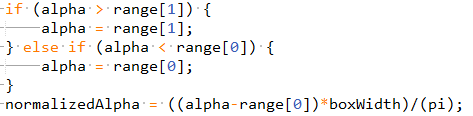 if (alpha > range[1]) {
    alpha = range[1];
} else if (alpha < range[0]) {
    alpha = range[0];
}
normalizedAlpha = ((alpha-range[0])*boxWidth)/(pi);